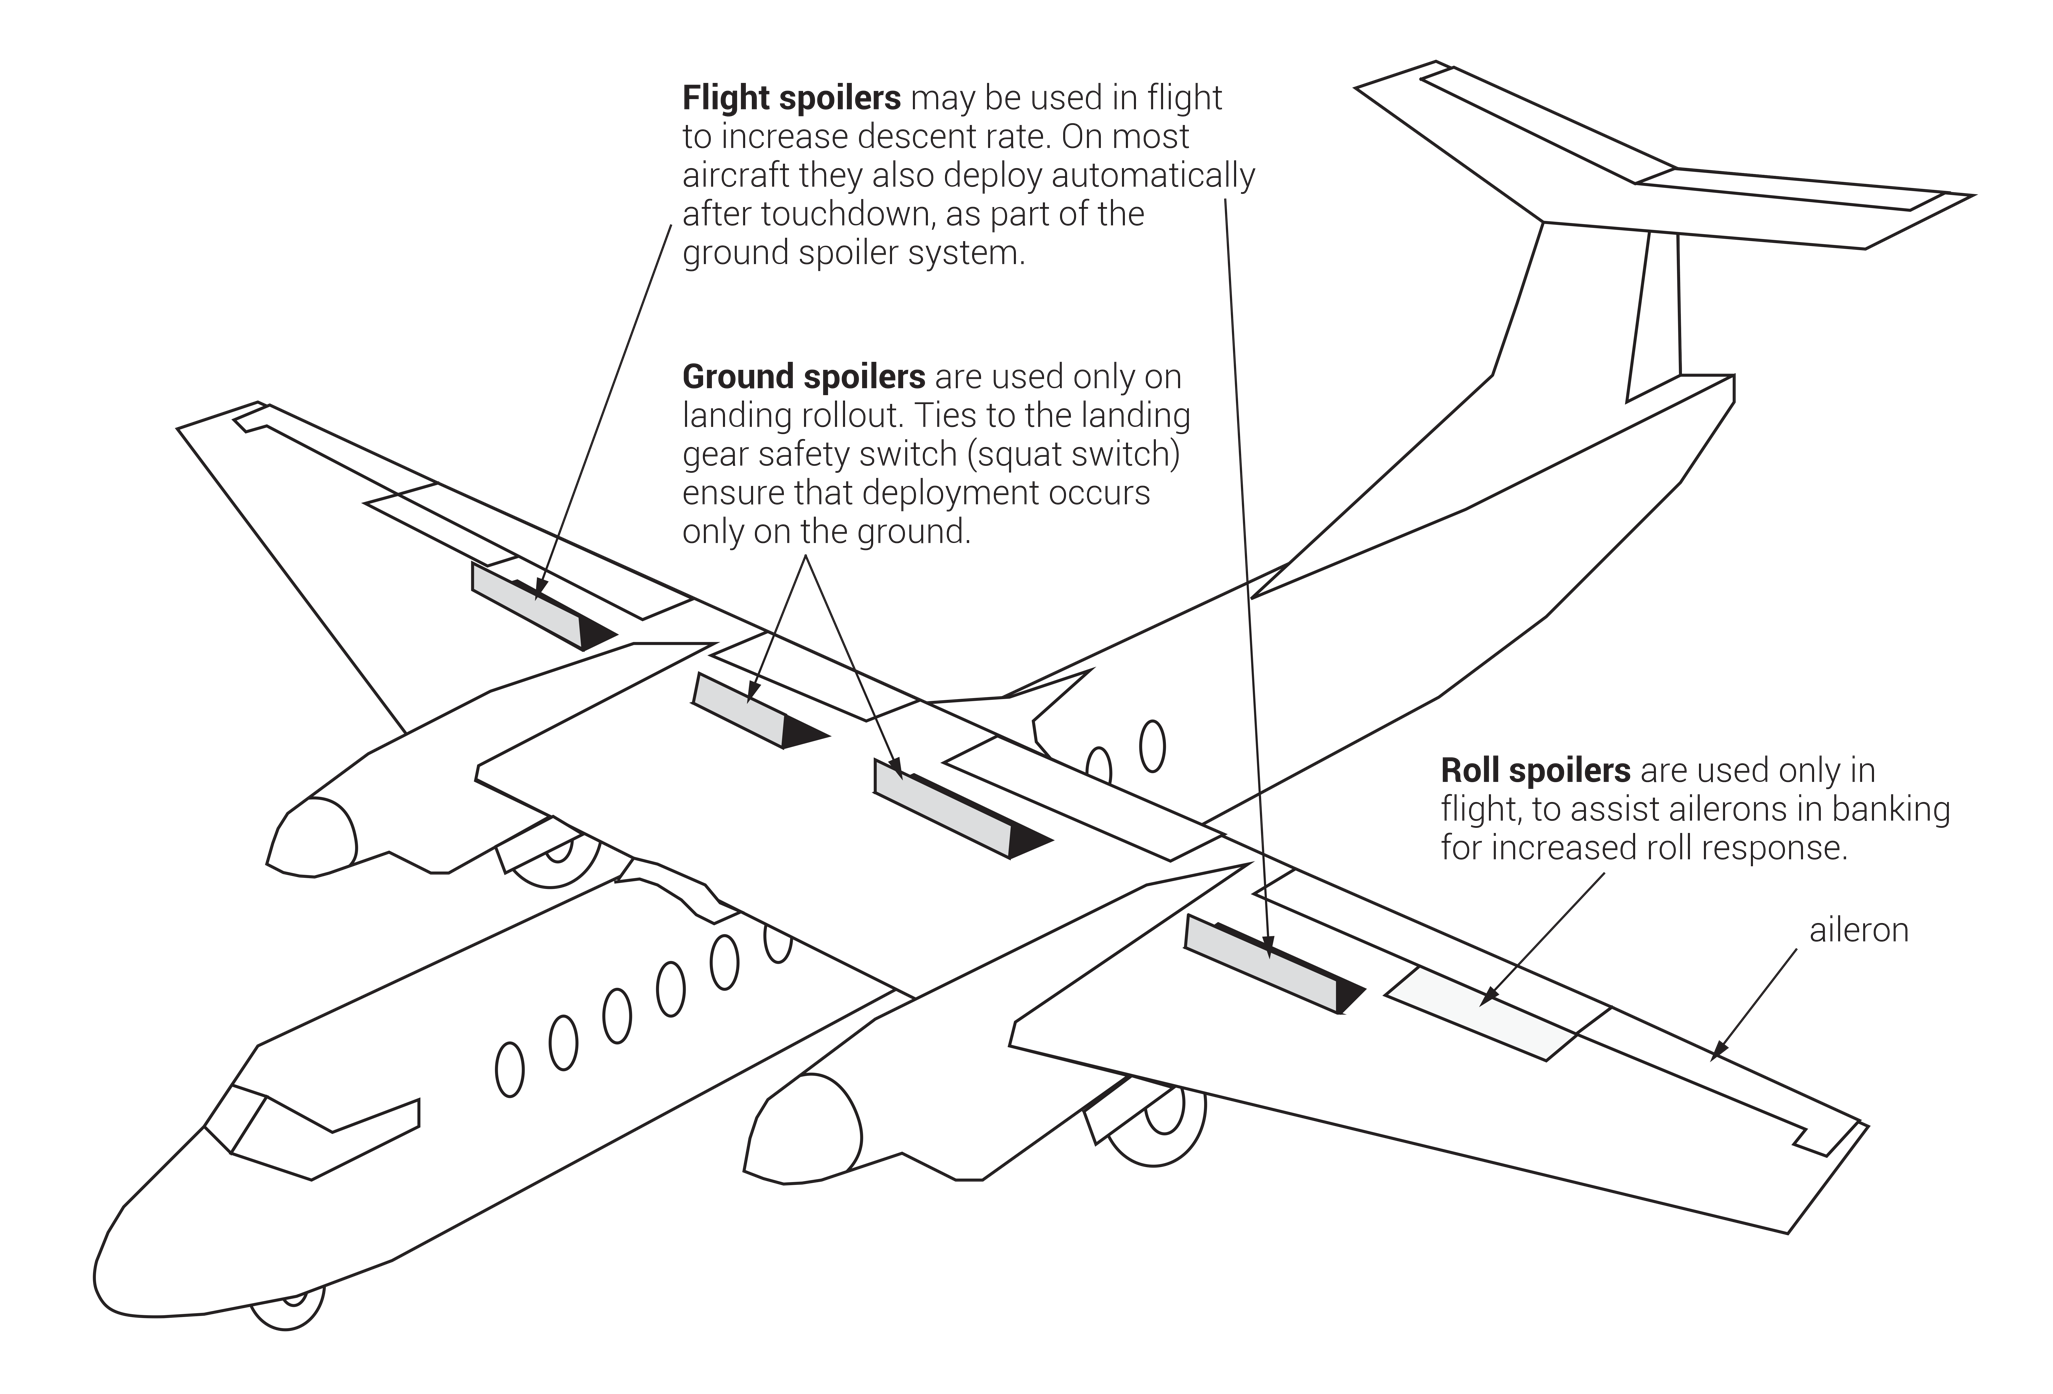 Flight spoilers may be used in flight
to increase descent rate. On most
aircraft they also deploy automatically
after touchdown, as part of the
ground spoiler system.
Ground spoilers are used only on
landing rollout. Ties to the landing
gear safety switch (squat switch)
ensure that deployment occurs
only on the ground.
Roll spoilers are used only in
flight, to assist ailerons in banking
for increased roll response.
aileron